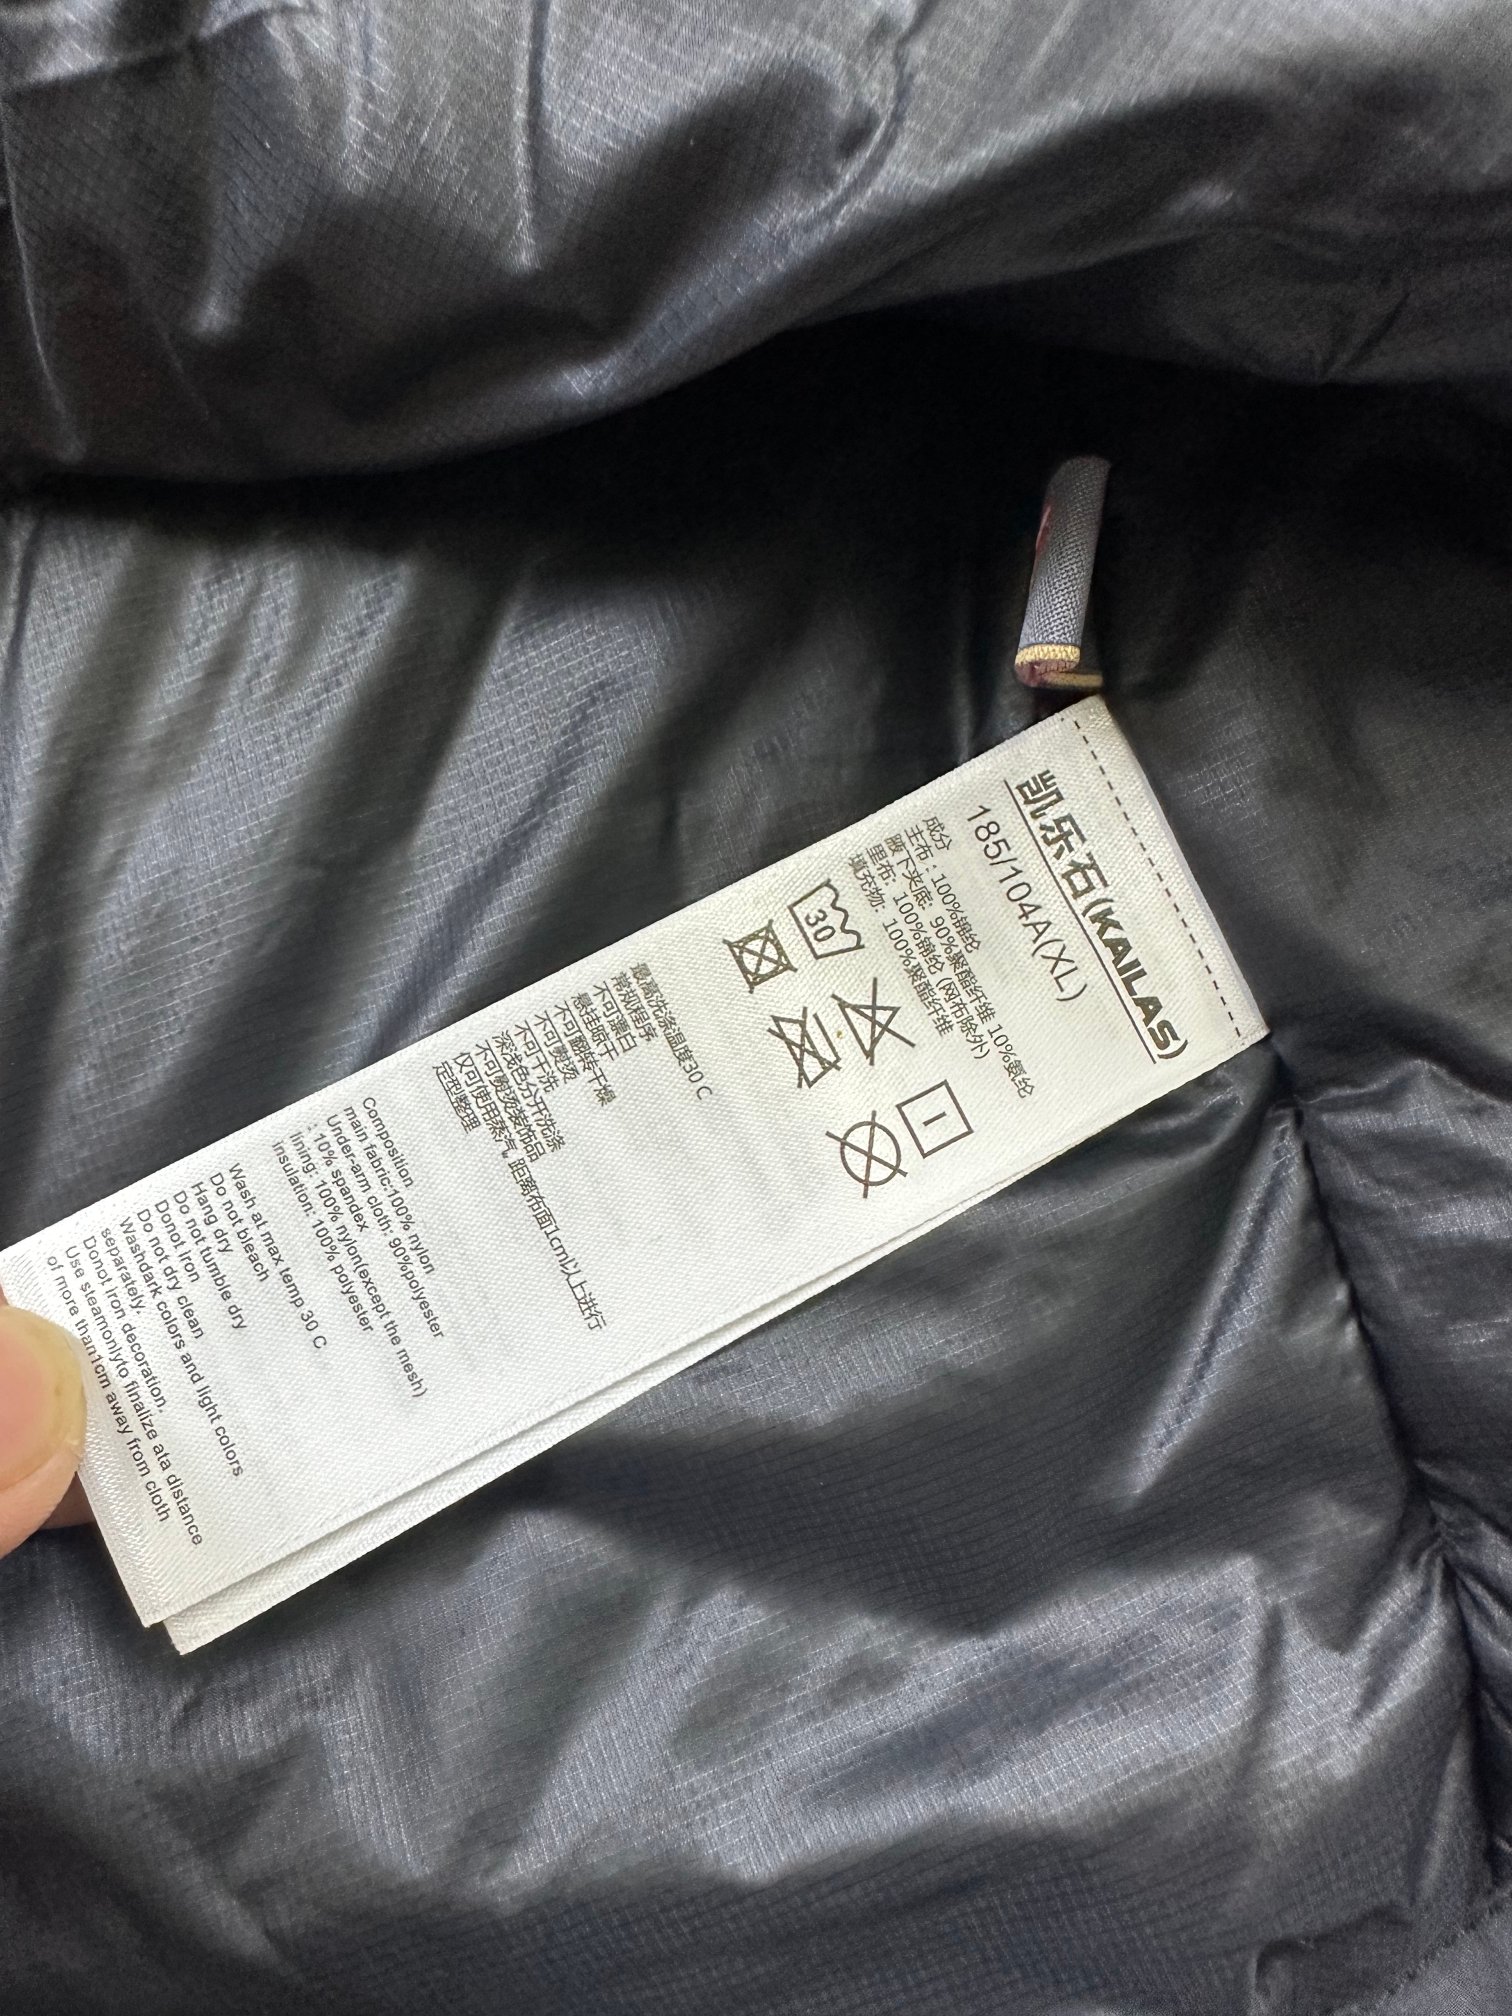 凯乐石(KAILAS)
185/104A(XL)
成分
主布：100%锦纶
腋下夹底: 90%聚酯纤维 10%氨纶
里布: 100%锦纶 (网布除外)
填充物: 100%聚酯纤维
30
最高洗涤温度30 C
常规程序
不可漂白
悬挂晾干
不可翻转干燥
不可熨烫
不可干洗
深浅色分开洗涤
不可熨烫装饰品
仅可使用蒸汽, 距离布面1cm以上进行
定型整理
Composition
main fabric:100% nylon
Under-arm cloth: 90%polyester
: 10% spandex
lining: 100% nylon(except the mesh)
insulation: 100% polyester
Wash at max temp 30 C
Do not bleach
Hang dry
Do not tumble dry
Donot Iron
Do not dry clean
Washdark colors and light colors
separately.
Donot iron decoration.
Use steamonlyto finalize ata distance
of more than1cm away from cloth